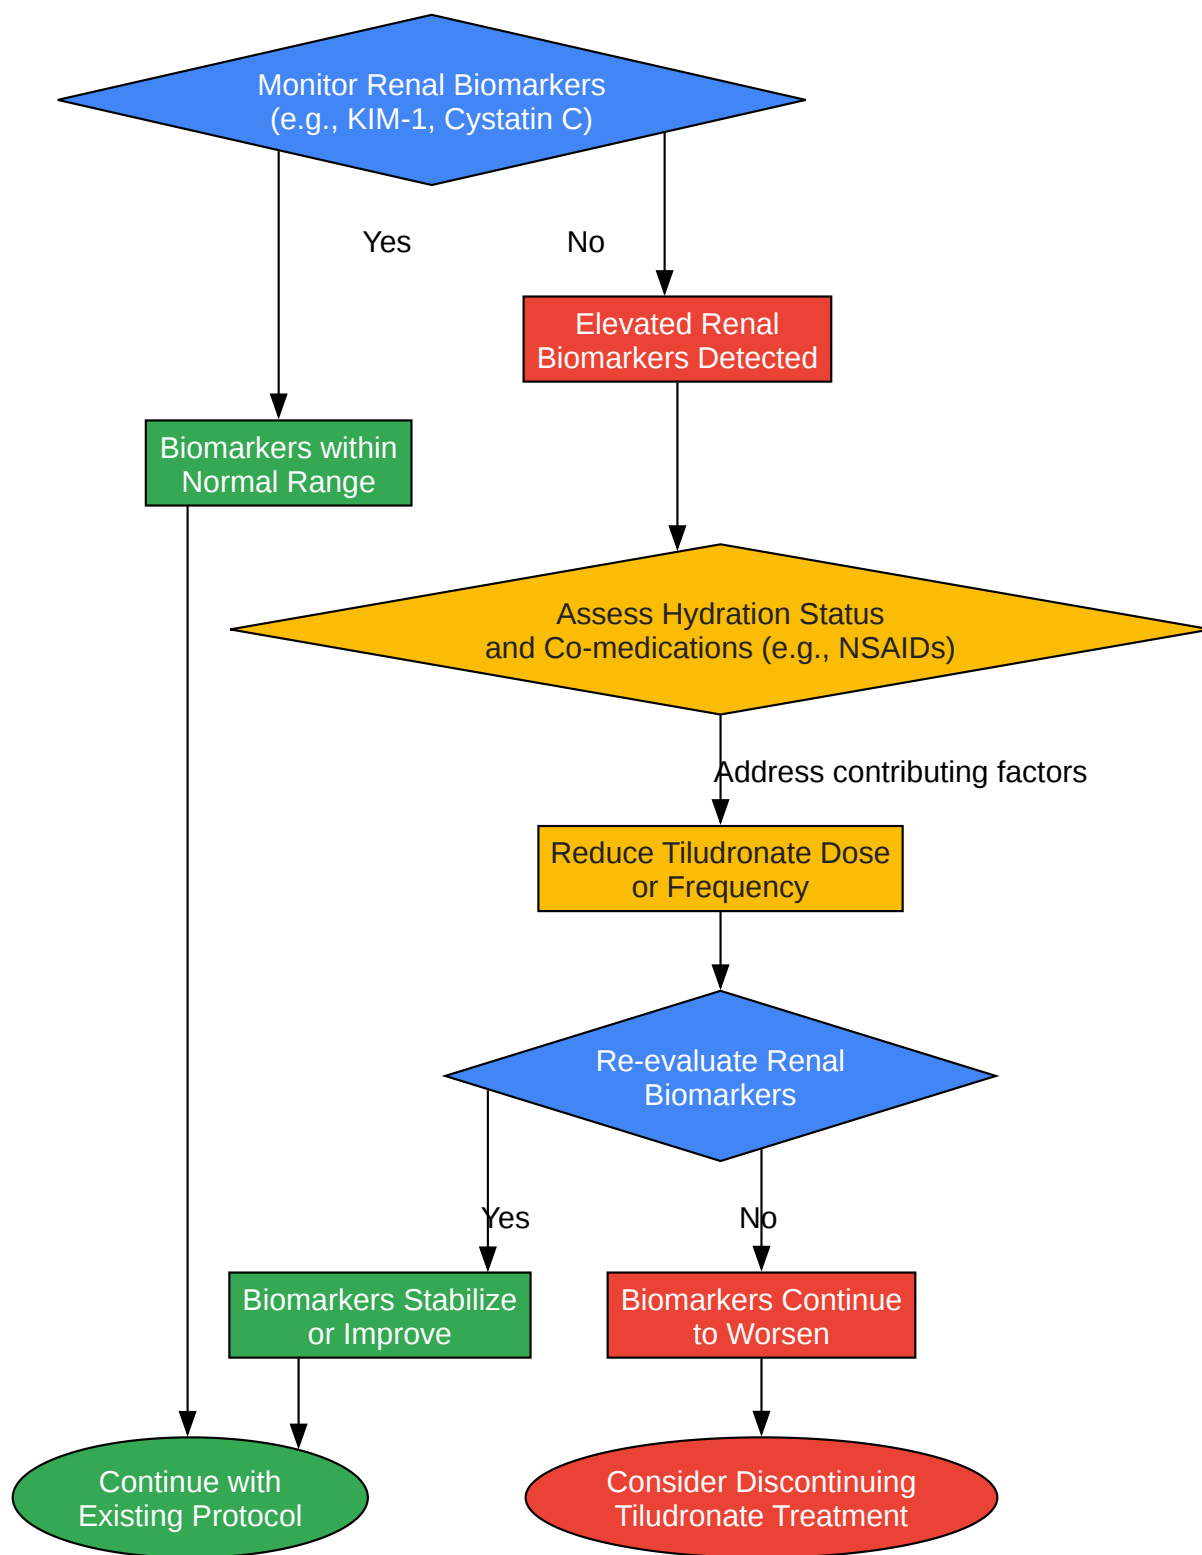 Monitor Renal Biomarkers
(e.g., KIM-1, Cystatin C)
Yes
No
Elevated Renal
Biomarkers Detected
Biomarkers within
Normal Range
Assess Hydration Status
and Co-medications (e.g., NSAIDs)
Address contributing factors
Reduce Tiludronate Dose
or Frequency
Re-evaluate Renal
Biomarkers
Yes
No
Biomarkers Stabilize
or Improve
Biomarkers Continue
to Worsen
Continue with
Existing Protocol
Consider Discontinuing
Tiludronate Treatment